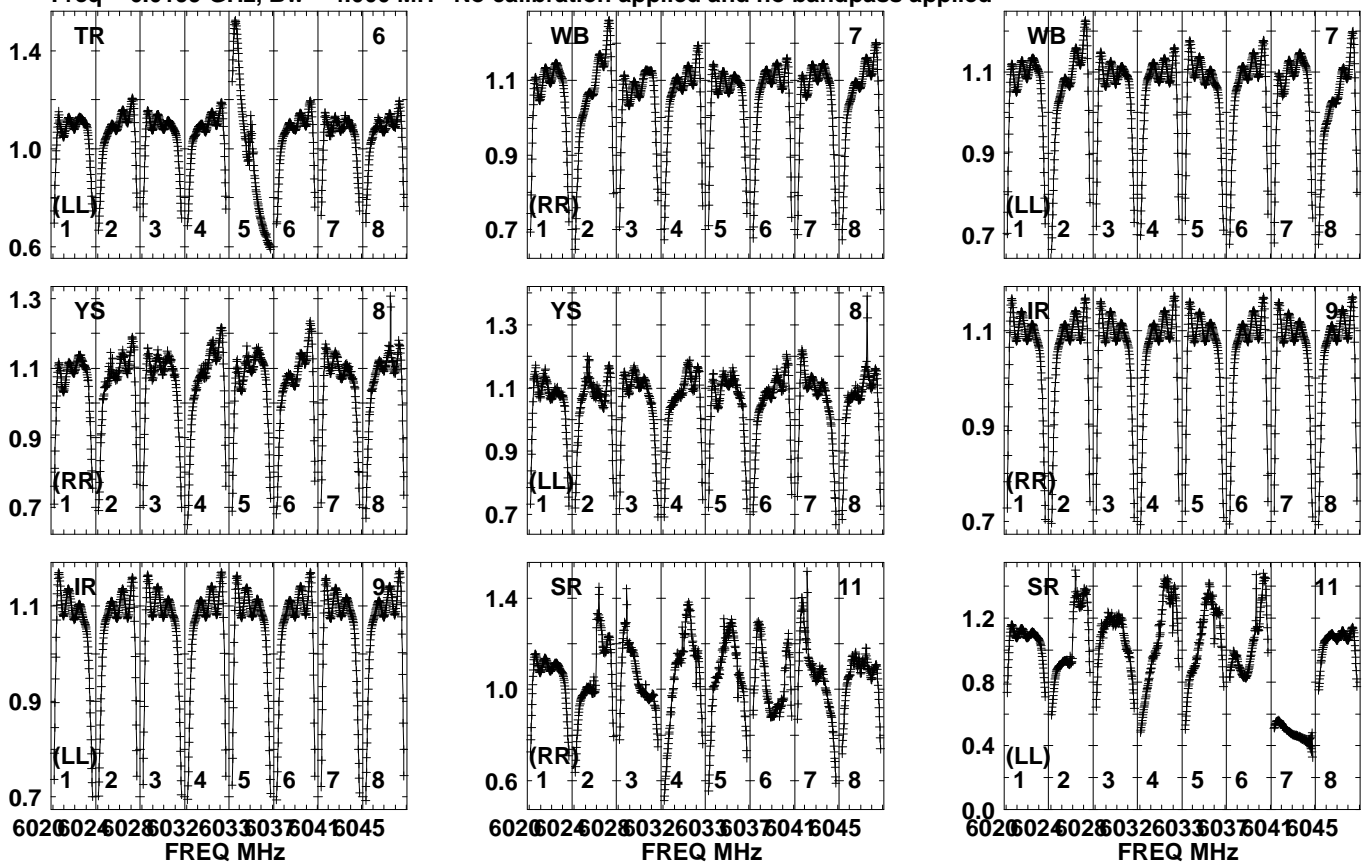 Freq GHz, No calibration applied and no bandpass applied
1.4 TR 6
1.0
(LL)
0.6 1 2 3 4 5 6 7 8
WB 7
1.1
0.9
(RR)
0.7 1 2 3 4 5 6 7 8
WB 7
1.1
0.9
(LL)
0.7 1 2 3 4 5 6 7 8
1.3 YS 8
1.1
0.9
(RR)
0.7 1 2 3 4 5 6 7 8
1.3 YS 8
1.1
0.9
(LL)
0.7 1 2 3 4 5 6 7 8
IR 9
1.1
0.9
(RR)
0.7 1 2 3 4 5 6 7 8
IR 9
1.1
0.9
(LL)
0.7 1 2 3 4 5 6 7 8
6020 6024 6028 6032 6033 6037 6041 6045
FREQ MHz
SR 11
1.4
1.0
(RR)
0.6 1 2 3 4 5 6 7 8
6020 6024 6028 6032 6033 6037 6041 6045
FREQ MHz
SR 11
1.2
0.8
0.4
(LL)
0.0 1 2 3 4 5 6 7 8
6020 6024 6028 6032 6033 6037 6041 6045
FREQ MHz